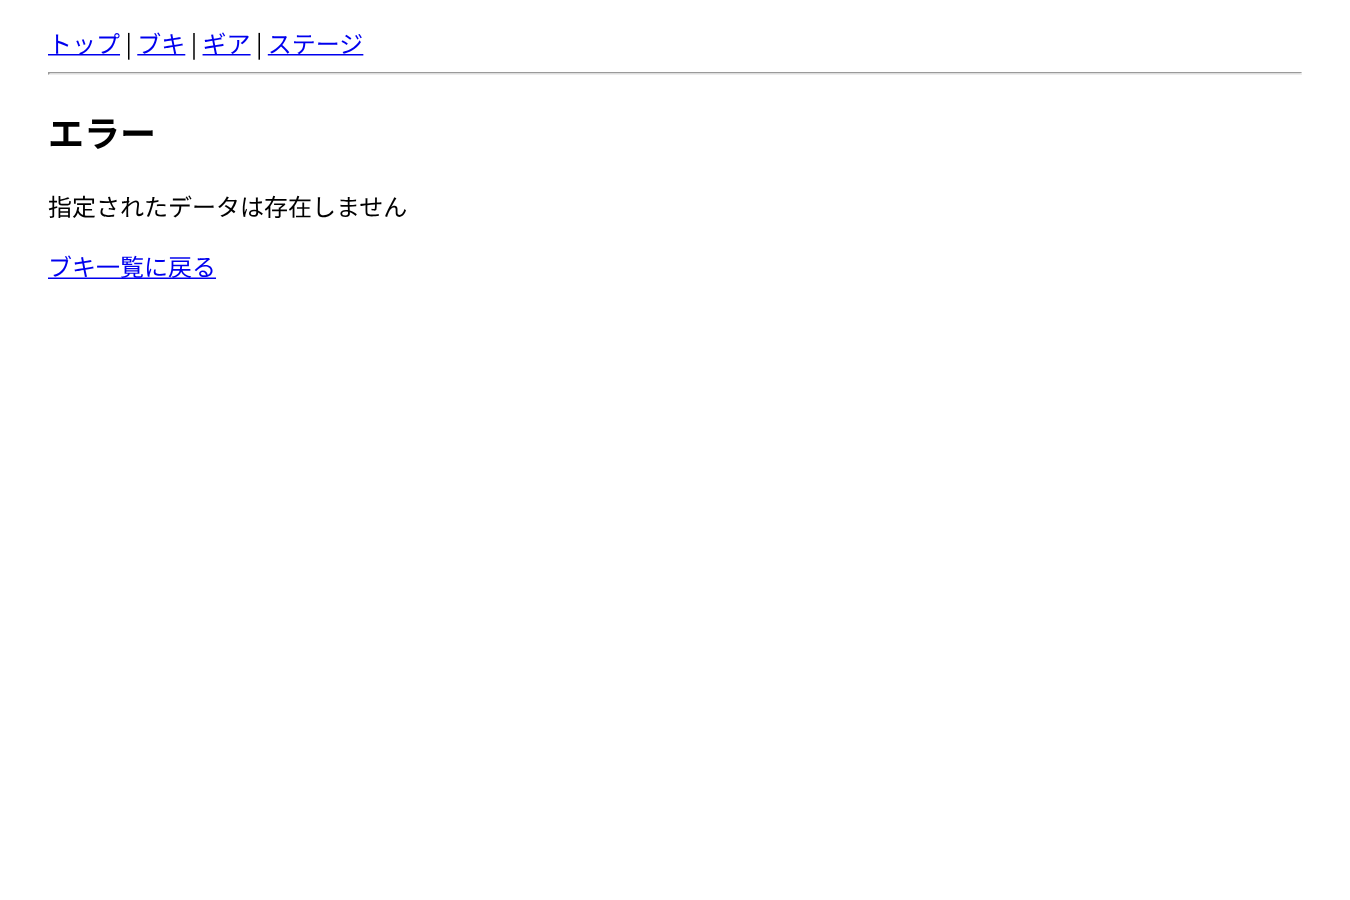 トップ | ブキ | ギア | ステージ
エラー
指定されたデータは存在しません
ブキ一覧に戻る